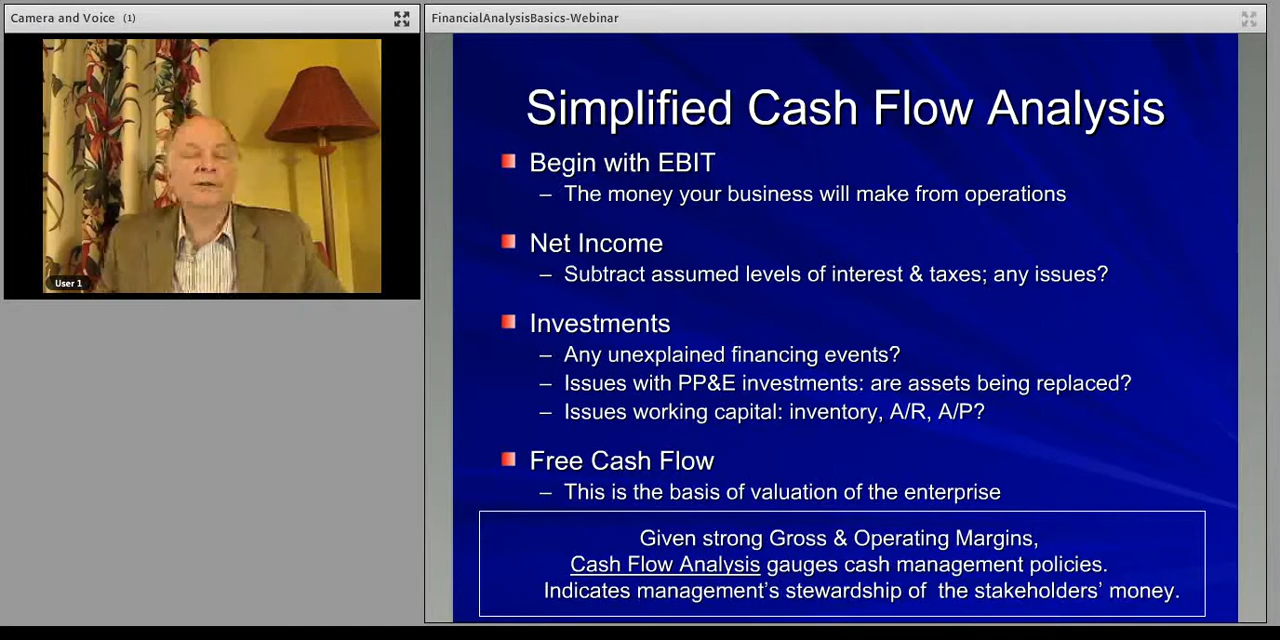 Camera and Voice (1)
User 1
FinancialAnalysisBasics-Webinar
Simplified Cash Flow Analysis
Begin with EBIT
– The money your business will make from operations
Net Income
– Subtract assumed levels of interest & taxes; any issues?
Investments
– Any unexplained financing events?
– Issues with PP&E investments: are assets being replaced?
– Issues working capital: inventory, A/R, A/P?
Free Cash Flow
– This is the basis of valuation of the enterprise
Given strong Gross & Operating Margins,
Cash Flow Analysis gauges cash management policies.
Indicates management's stewardship of the stakeholders' money.